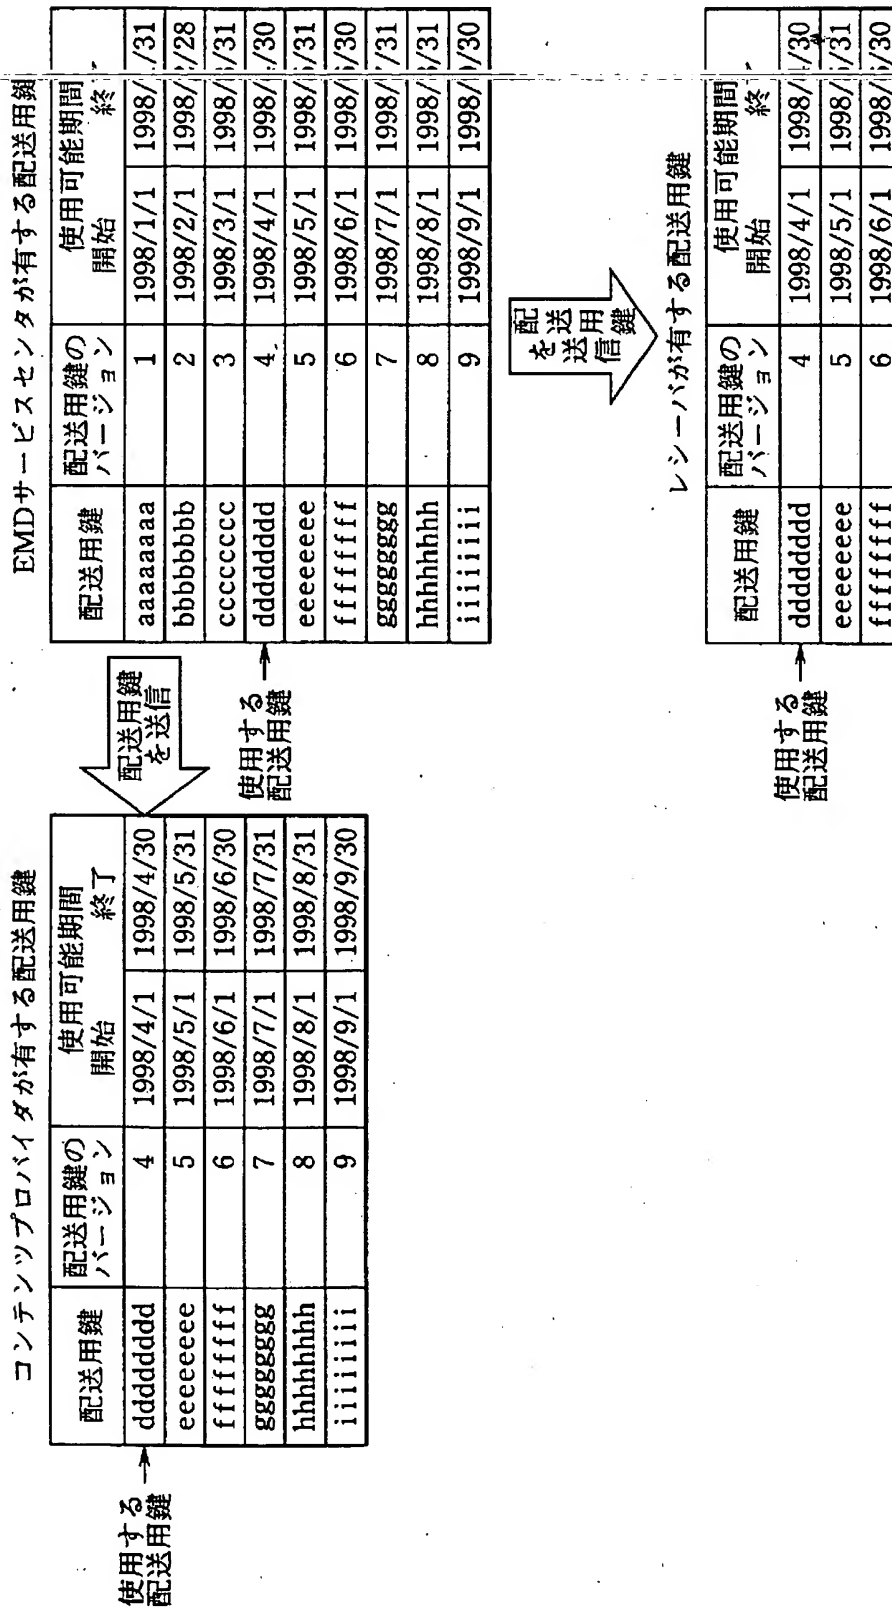 EMDサービスセンタが有する配送用鍵
配送用鍵 配送用鍵の バージョン 使用可能期間 開始 終
aaaaaaaa 1 1998/1/1 1998/ /31
bbbbbbbb 2 1998/2/1 1998/ /28
cccccccc 3 1998/3/1 1998/ /31
dddddddd 4 1998/4/1 1998/ /30
eeeeeeee 5 1998/5/1 1998/ /31
ffffffff 6 1998/6/1 1998/ /30
gggggggg 7 1998/7/1 1998/ /31
hhhhhhhh 8 1998/8/1 1998/ /31
iiiiiiii 9 1998/9/1 1998/ /30
使用する
配送用鍵
配送用鍵
を送信
コンテンツプロバイダが有する配送用鍵
配送用鍵 配送用鍵の バージョン 使用可能期間 開始 終了
dddddddd 4 1998/4/1 1998/4/30
eeeeeeee 5 1998/5/1 1998/5/31
ffffffff 6 1998/6/1 1998/6/30
gggggggg 7 1998/7/1 1998/7/31
hhhhhhhh 8 1998/8/1 1998/8/31
iiiiiiii 9 1998/9/1 1998/9/30
使用する
配送用鍵
配送用鍵
を送信
レシーバが有する配送用鍵
配送用鍵 配送用鍵の バージョン 使用可能期間 開始 終
dddddddd 4 1998/4/1 1998/ /30
eeeeeeee 5 1998/5/1 1998/ /31
ffffffff 6 1998/6/1 1998/ /30
使用する
配送用鍵